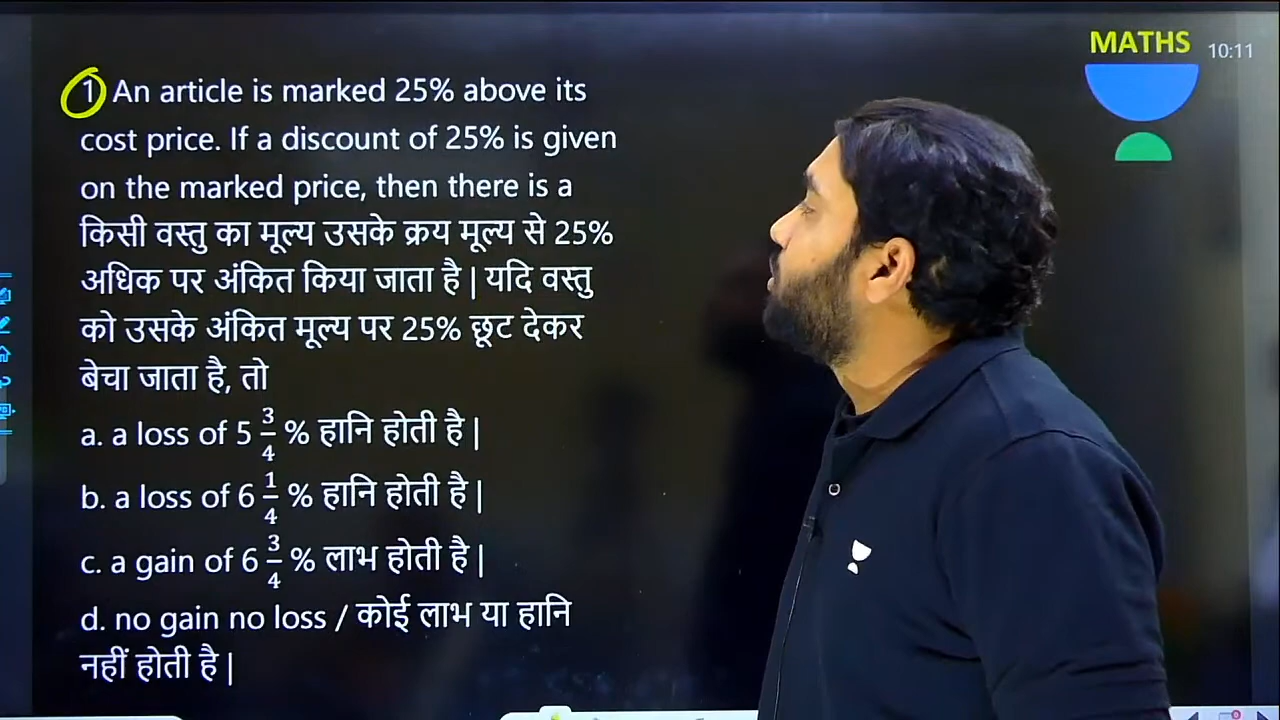 MATHS
10:11
1) An article is marked 25% above its
cost price. If a discount of 25% is given
on the marked price, then there is a
किसी वस्तु का मूल्य उसके क्रय मूल्य से 25%
अधिक पर अंकित किया जाता है | यदि वस्तु
को उसके अंकित मूल्य पर 25% छूट देकर
बेचा जाता है, तो
a. a loss of 5 3/4 % हानि होती है |
b. a loss of 6 1/4 % हानि होती है |
c. a gain of 6 3/4 % लाभ होती है |
d. no gain no loss / कोई लाभ या हानि
नहीं होती है |